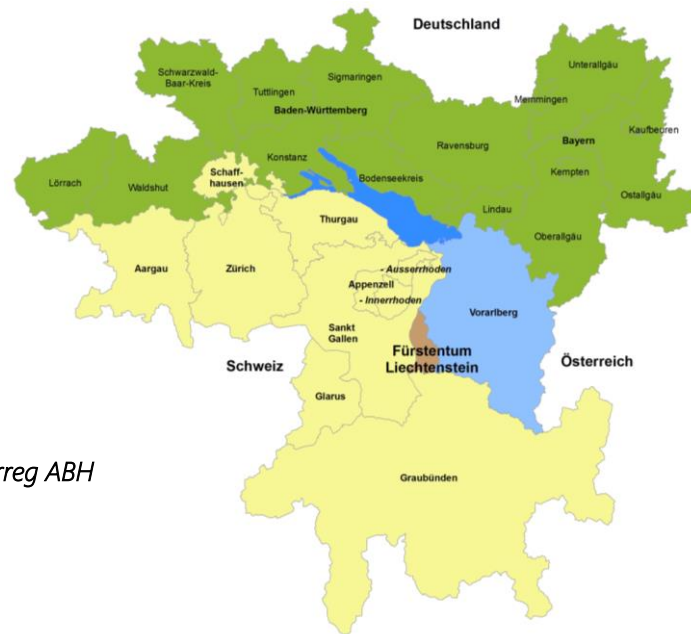 Deutschland
Schwarzwald-
Baar-Kreis
Tuttlingen
Sigmaringen
Baden-Württemberg
Unterallgäu
Memmingen
Bayern
Kaufbeuren
Ravensburg
Konstanz
Bodenseekreis
Kempten
Lörrach
Waldshut
Schaff-
hausen
Lindau
Ostallgäu
Oberallgäu
Thurgau
Aargau
Zürich
- Ausserrhoden
Appenzell
- Innerrhoden
Vorarlberg
Sankt
Gallen
Schweiz
Fürstentum
Liechtenstein
Österreich
Glarus
rreg ABH
Graubünden